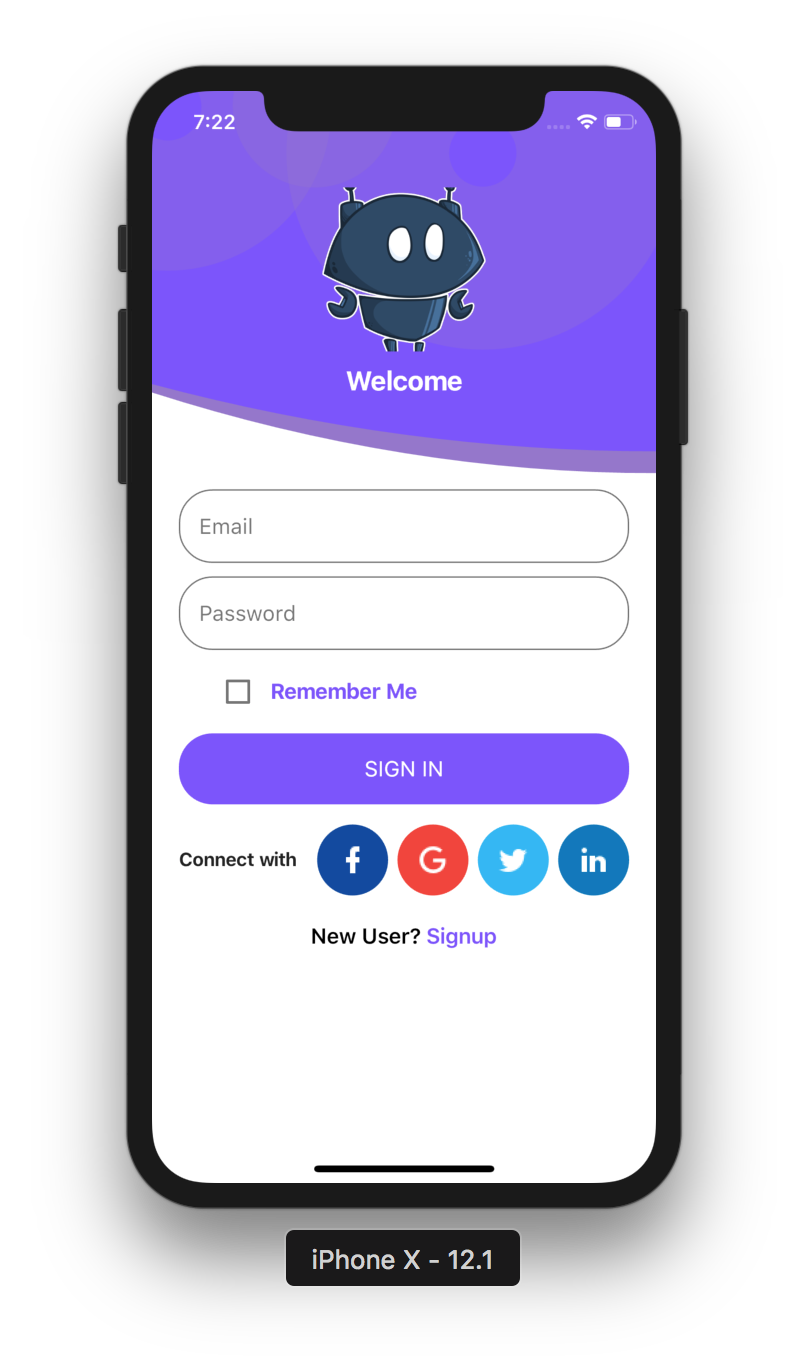 7:22
Welcome
Email
Password
Remember Me
SIGN IN
Connect with
f G in
New User? Signup
iPhone X - 12.1